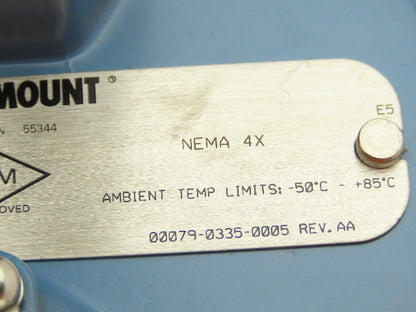 MOUNT®
E5
N 55344
NEMA 4X
M
AMBIENT TEMP LIMITS: -50°C - +85°C
OVED
00079-0335-0005 REV. AA